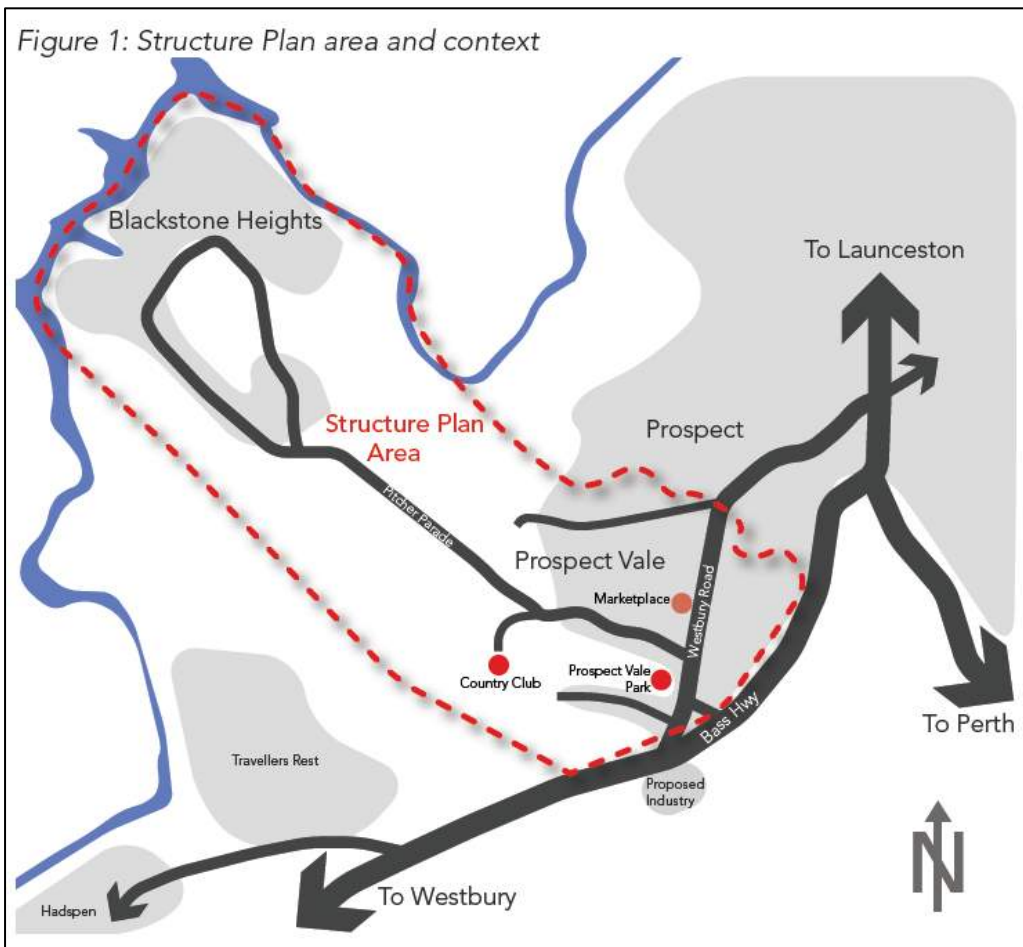 Figure 1: Structure Plan area and context
Blackstone Heights
To Launceston
Structure Plan
Area
Prospect
Pitcher Parade
Prospect Vale
Westbury Road
Marketplace
Country Club
Prospect Vale
Park
Bass Hwy
To Perth
Travellers Rest
Proposed
Industry
To Westbury
Hadspen
N